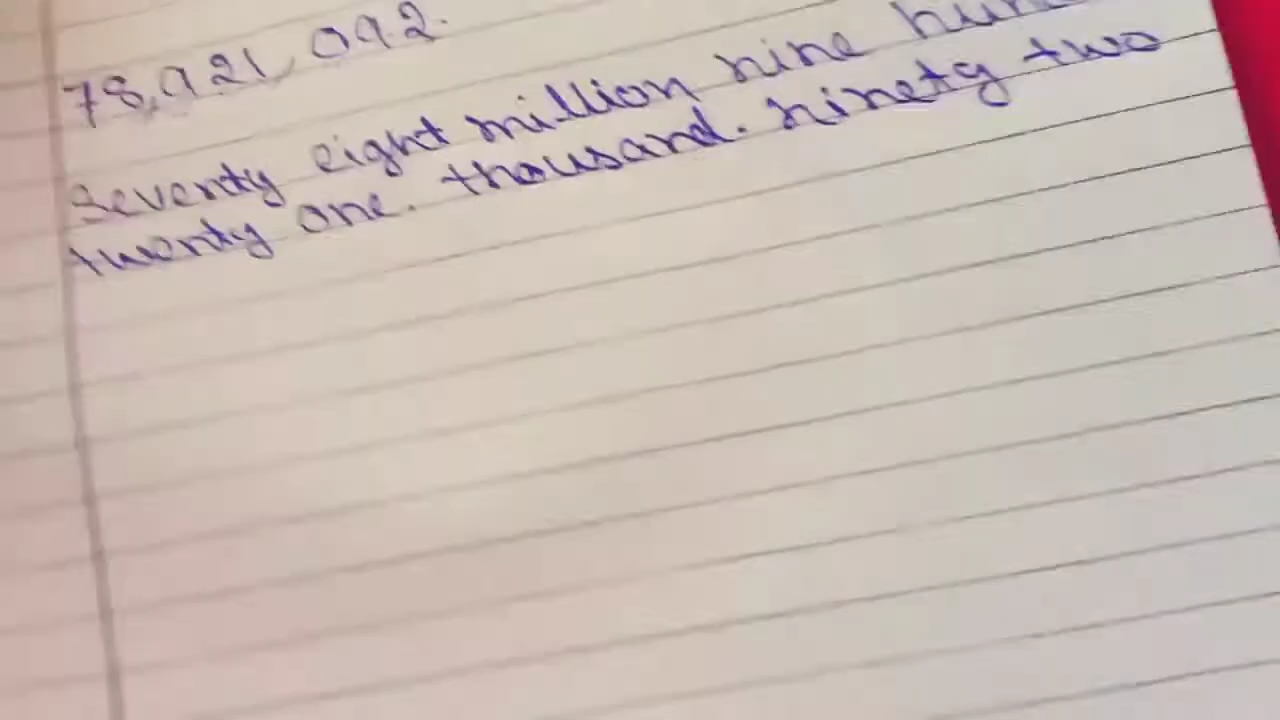 78,921,092.
Seventy eight million nine
twenty one. thousand. ninety two